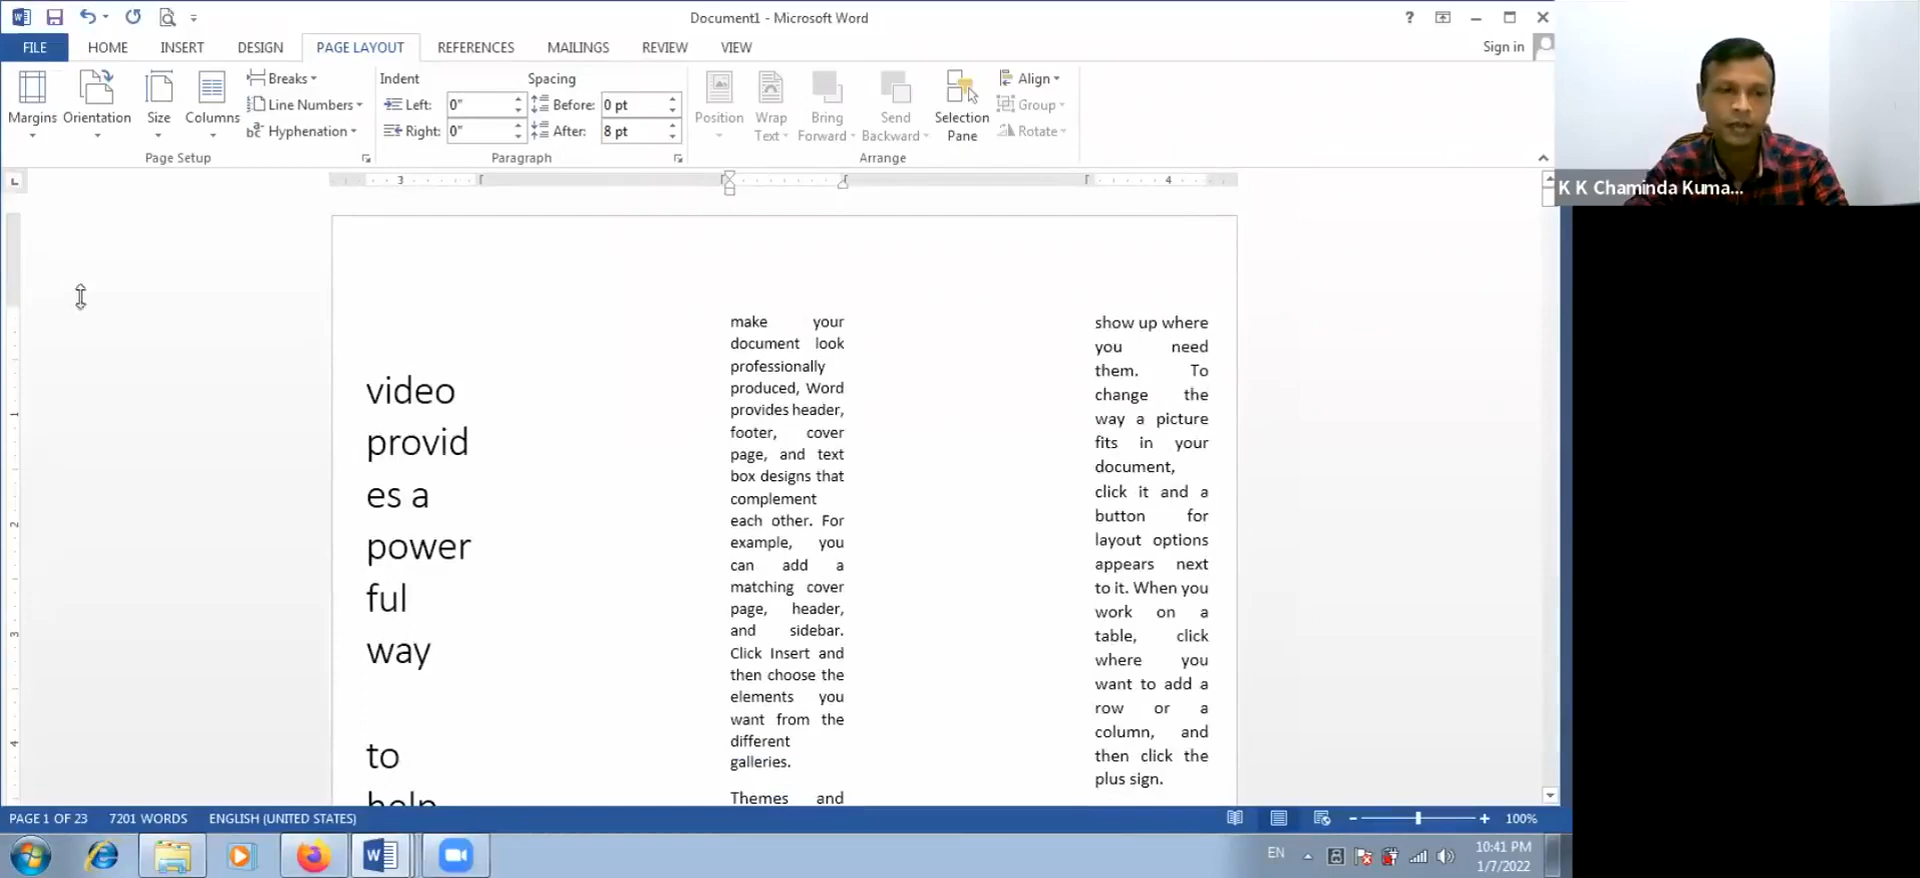 Document1 - Microsoft Word
?
FILE HOME INSERT DESIGN PAGE LAYOUT REFERENCES MAILINGS REVIEW VIEW Sign in
Margins
Orientation
Size
Columns
Breaks
Line Numbers
Hyphenation
Page Setup
Indent
Left: 0"
Right: 0"
Spacing
Before: 0 pt
After: 8 pt
Paragraph
Position
Wrap
Text
Bring
Forward
Send
Backward
Selection
Pane
Align
Group
Rotate
Arrange
K K Chaminda Kuma...
L
3 4
1
2
3
4
video
provid
es a
power
ful
way
to
help
make your
document look
professionally
produced, Word
provides header,
footer, cover
page, and text
box designs that
complement
each other. For
example, you
can add a
matching cover
page, header,
and sidebar.
Click Insert and
then choose the
elements you
want from the
different
galleries.
Themes and
show up where
you need
them. To
change the
way a picture
fits in your
document,
click it and a
button for
layout options
appears next
to it. When you
work on a
table, click
where you
want to add a
row or a
column, and
then click the
plus sign.
PAGE 1 OF 23 7201 WORDS ENGLISH (UNITED STATES) 100%
EN
10:41 PM
1/7/2022